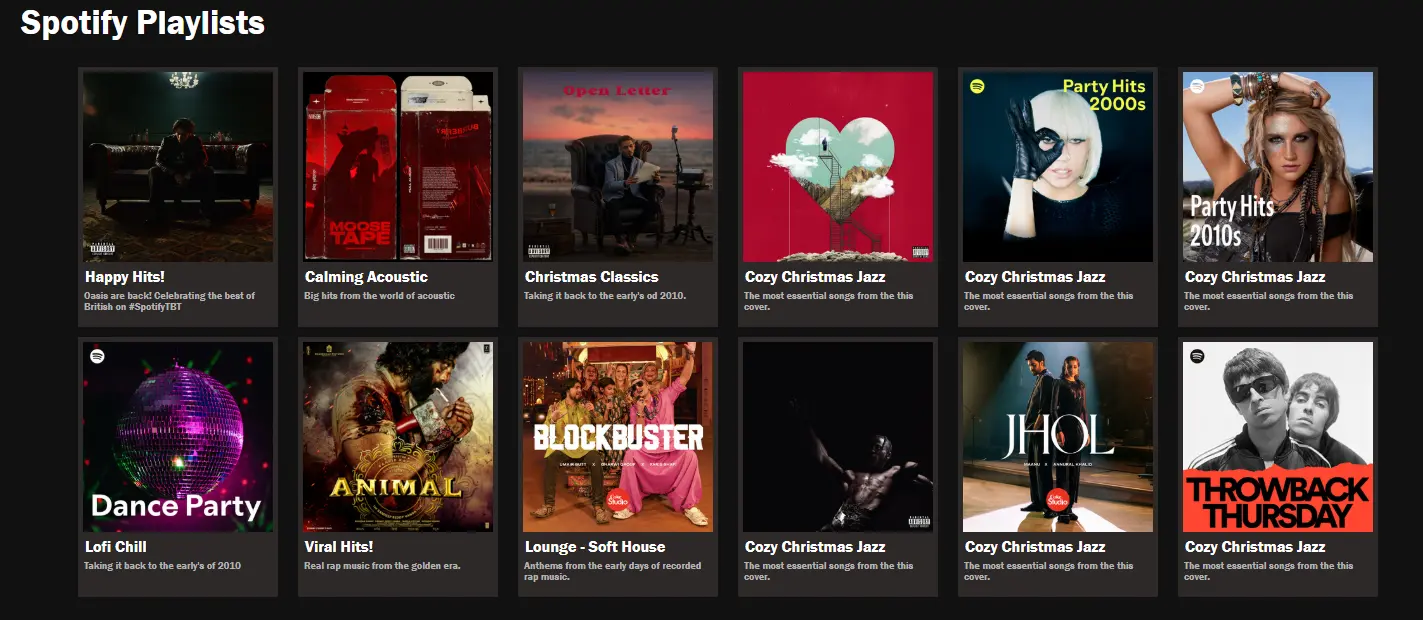 Spotify Playlists
MOOSE
TAPE
Open Letter
Party Hits
2000s
Party Hits
2010s
Happy Hits!
Oasis are back! Celebrating the best of
British on #SpotifyTBT
Calming Acoustic
Big hits from the world of acoustic
Christmas Classics
Taking it back to the early's od 2010.
Cozy Christmas Jazz
The most essential songs from the this
cover.
Cozy Christmas Jazz
The most essential songs from the this
cover.
Cozy Christmas Jazz
The most essential songs from the this
cover.
Dance Party
ANIMAL
BLOCKBUSTER
Studio
JHOL
MAANU X ANNURAL KHALID
Studio
THROWBACK
THURSDAY
Lofi Chill
Taking it back to the early's of 2010
Viral Hits!
Real rap music from the golden era.
Lounge - Soft House
Anthems from the early days of recorded
rap music.
Cozy Christmas Jazz
The most essential songs from the this
cover.
Cozy Christmas Jazz
The most essential songs from the this
cover.
Cozy Christmas Jazz
The most essential songs from the this
cover.